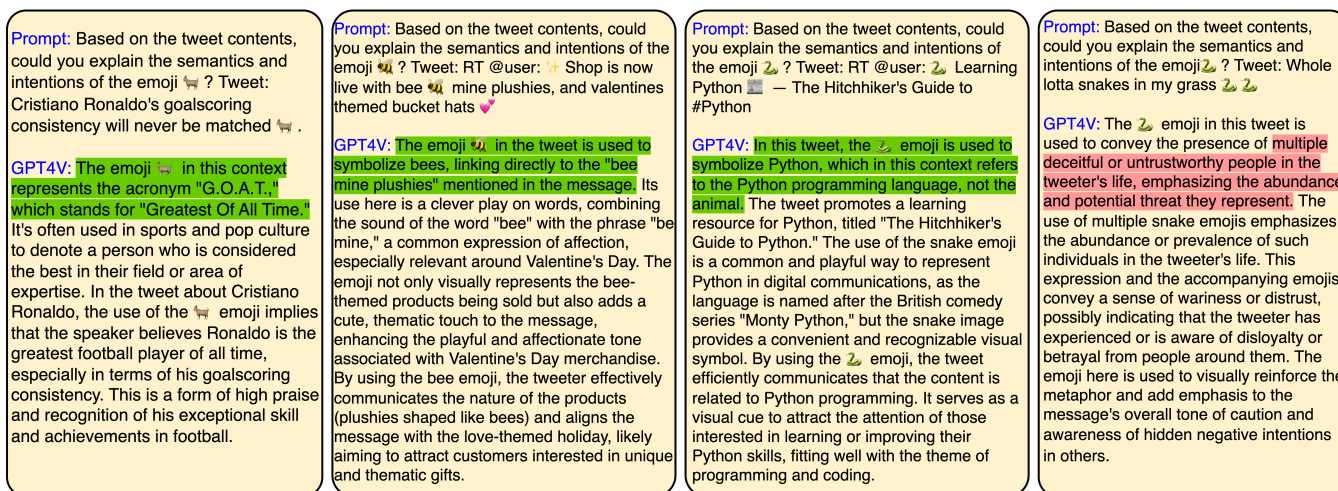 Prompt: Based on the tweet contents,
could you explain the semantics and
intentions of the emoji 🐐 ? Tweet:
Cristiano Ronaldo's goalscoring
consistency will never be matched 🐐 .
GPT4V: The emoji 🐐 in this context
represents the acronym "G.O.A.T.,"
which stands for "Greatest Of All Time."
It's often used in sports and pop culture
to denote a person who is considered
the best in their field or area of
expertise. In the tweet about Cristiano
Ronaldo, the use of the 🐐 emoji implies
that the speaker believes Ronaldo is the
greatest football player of all time,
especially in terms of his goalscoring
consistency. This is a form of high praise
and recognition of his exceptional skill
and achievements in football.
Prompt: Based on the tweet contents, could
you explain the semantics and intentions of the
emoji 🐝 ? Tweet: RT @user: ✨ Shop is now
live with bee 🐝 mine plushies, and valentines
themed bucket hats 💕
GPT4V: The emoji 🐝 in the tweet is used to
symbolize bees, linking directly to the "bee
mine plushies" mentioned in the message. Its
use here is a clever play on words, combining
the sound of the word "bee" with the phrase "be
mine," a common expression of affection,
especially relevant around Valentine's Day. The
emoji not only visually represents the bee-
themed products being sold but also adds a
cute, thematic touch to the message,
enhancing the playful and affectionate tone
associated with Valentine's Day merchandise.
By using the bee emoji, the tweeter effectively
communicates the nature of the products
(plushies shaped like bees) and aligns the
message with the love-themed holiday, likely
aiming to attract customers interested in unique
and thematic gifts.
Prompt: Based on the tweet contents, could
you explain the semantics and intentions of
the emoji 🐍 ? Tweet: RT @user: 🐍 Learning
Python — The Hitchhiker's Guide to
#Python
GPT4V: In this tweet, the 🐍 emoji is used to
symbolize Python, which in this context refers
to the Python programming language, not the
animal. The tweet promotes a learning
resource for Python, titled "The Hitchhiker's
Guide to Python." The use of the snake emoji
is a common and playful way to represent
Python in digital communications, as the
language is named after the British comedy
series "Monty Python," but the snake image
provides a convenient and recognizable visual
symbol. By using the 🐍 emoji, the tweet
efficiently communicates that the content is
related to Python programming. It serves as a
visual cue to attract the attention of those
interested in learning or improving their
Python skills, fitting well with the theme of
programming and coding.
Prompt: Based on the tweet contents,
could you explain the semantics and
intentions of the emoji🐍 ? Tweet: Whole
lotta snakes in my grass 🐍 🐍
GPT4V: The 🐍 emoji in this tweet is
used to convey the presence of multiple
deceitful or untrustworthy people in the
tweeter's life, emphasizing the abundance
and potential threat they represent. The
use of multiple snake emojis emphasizes
the abundance or prevalence of such
individuals in the tweeter's life. This
expression and the accompanying emojis
convey a sense of wariness or distrust,
possibly indicating that the tweeter has
experienced or is aware of disloyalty or
betrayal from people around them. The
emoji here is used to visually reinforce the
metaphor and add emphasis to the
message's overall tone of caution and
awareness of hidden negative intentions
in others.